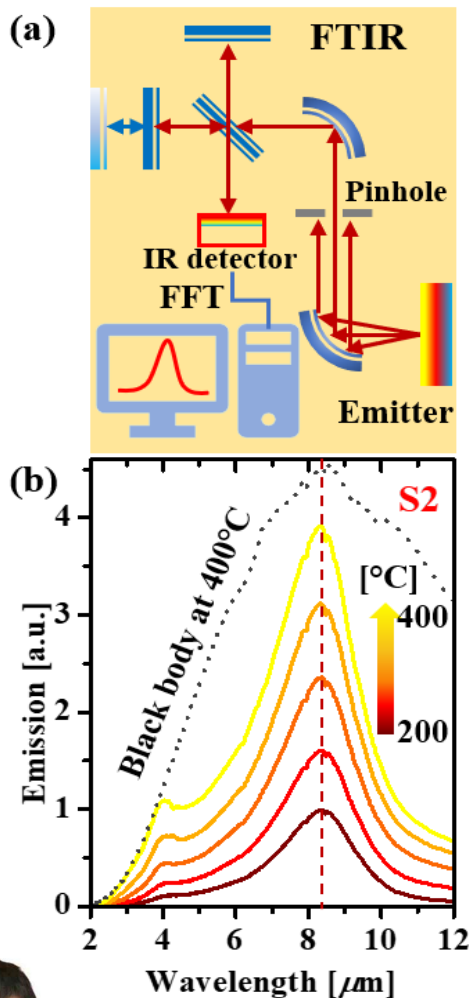 (a)
FTIR
Pinhole
IR detector
FFT
Emitter
(b)
S2
Black body at 400°C
[°C]
400
200
4
3
2
1
0
Emission [a.u.]
2 4 6 8 10 12
Wavelength [μm]